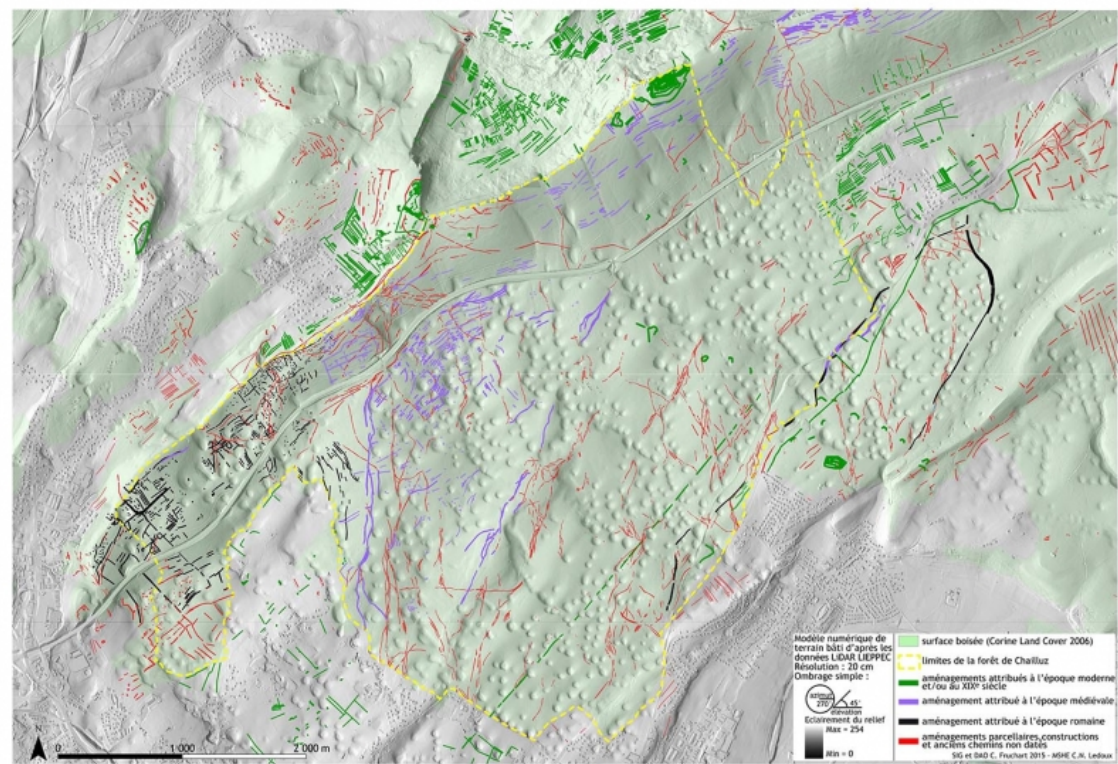 Modèle numérique de
terrain bâti d'après les
données LiDAR LIEPPEC
Résolution : 20 cm
Ombrage simple :
azimut
270°
45°
élévation
Eclairement du relief
Max = 254
Min = 0
surface boisée (Corine Land Cover 2006)
limites de la forêt de Chailluz
aménagements attribués à l'époque moderne
et/ou au XIXe siècle
aménagement attribué à l'époque médiévale
aménagement attribué à l'époque romaine
aménagements parcellaires,constructions
et anciens chemins non datés
SIG et DAO C. Fruchart 2015 - MSHE C.N. Ledoux
N
0
1 000
2 000 m